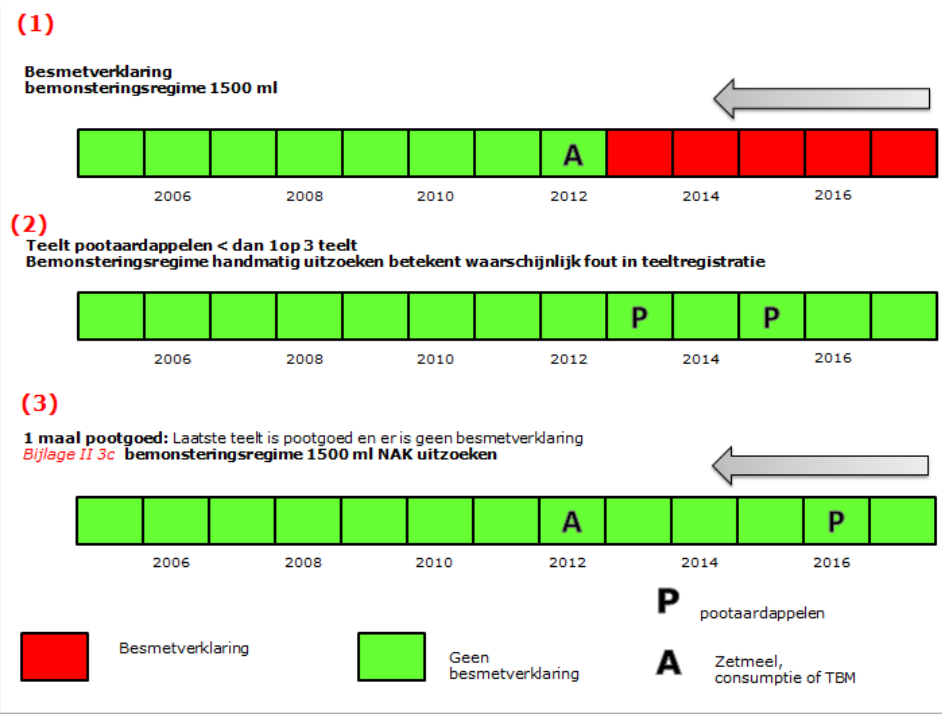 (1)
Besmetverklaring
bemonsteringsregime 1500 ml
A
2006 2008 2010 2012 2014 2016
(2)
Teelt pootaardappelen < dan 1op 3 teelt
Bemonsteringsregime handmatig uitzoeken betekent waarschijnlijk fout in teeltregistratie
P P
2006 2008 2010 2012 2014 2016
(3)
1 maal pootgoed: Laatste teelt is pootgoed en er is geen besmetverklaring
Bijlage II 3c bemonsteringsregime 1500 ml NAK uitzoeken
A P
2006 2008 2010 2012 2014 2016
Besmetverklaring
Geen
besmetverklaring
P pootaardappelen
A Zetmeel,
consumptie of TBM